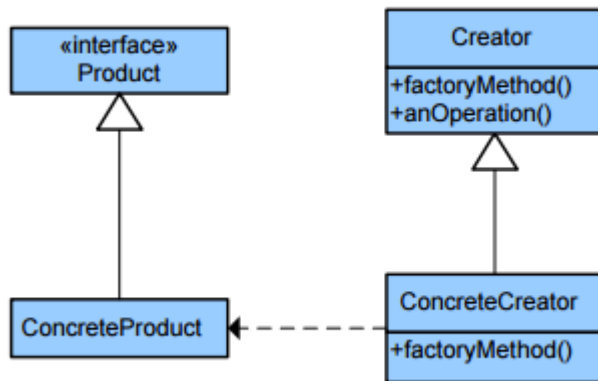 «interface»
Product
Creator
+factoryMethod()
+anOperation()
ConcreteProduct
ConcreteCreator
+factoryMethod()